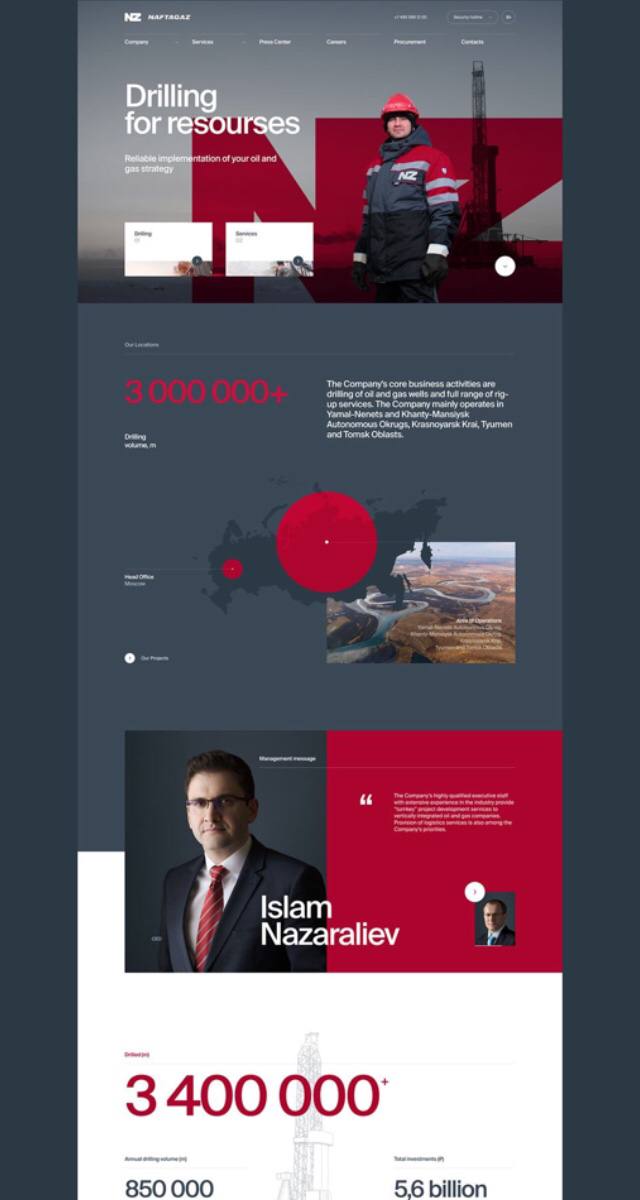 NZ NAFTAGAZ
Security hotline
Company
Services
Press Center
Careers
Procurement
Contacts
Drilling
for resourses
Reliable implementation of your oil and
gas strategy
NZ
Drilling
01
Services
02
Our Locations
3 000 000+
The Company's core business activities are
drilling of oil and gas wells and full range of rig-
up services. The Company mainly operates in
Yamal-Nenets and Khanty-Mansiysk
Autonomous Okrugs, Krasnoyarsk Krai, Tyumen
and Tomsk Oblasts.
Drilling
volume, m
Head Office
Moscow
Area of Operations
Yamal-Nenets Autonomous Okrug,
Khanty-Mansiysk Autonomous Okrug,
Krasnoyarsk Krai,
Tyumen and Tomsk Oblasts
Our Projects
Management message
“
The Company's highly qualified executive staff
with extensive experience in the industry provide
"turnkey" project development services to
vertically integrated oil and gas companies.
Provision of logistics services is also among the
Company's priorities.
CEO
Islam
Nazaraliev
Drilled (m)
3 400 000+
Annual drilling volume (m)
850 000
Total investments (₽)
5,6 billion